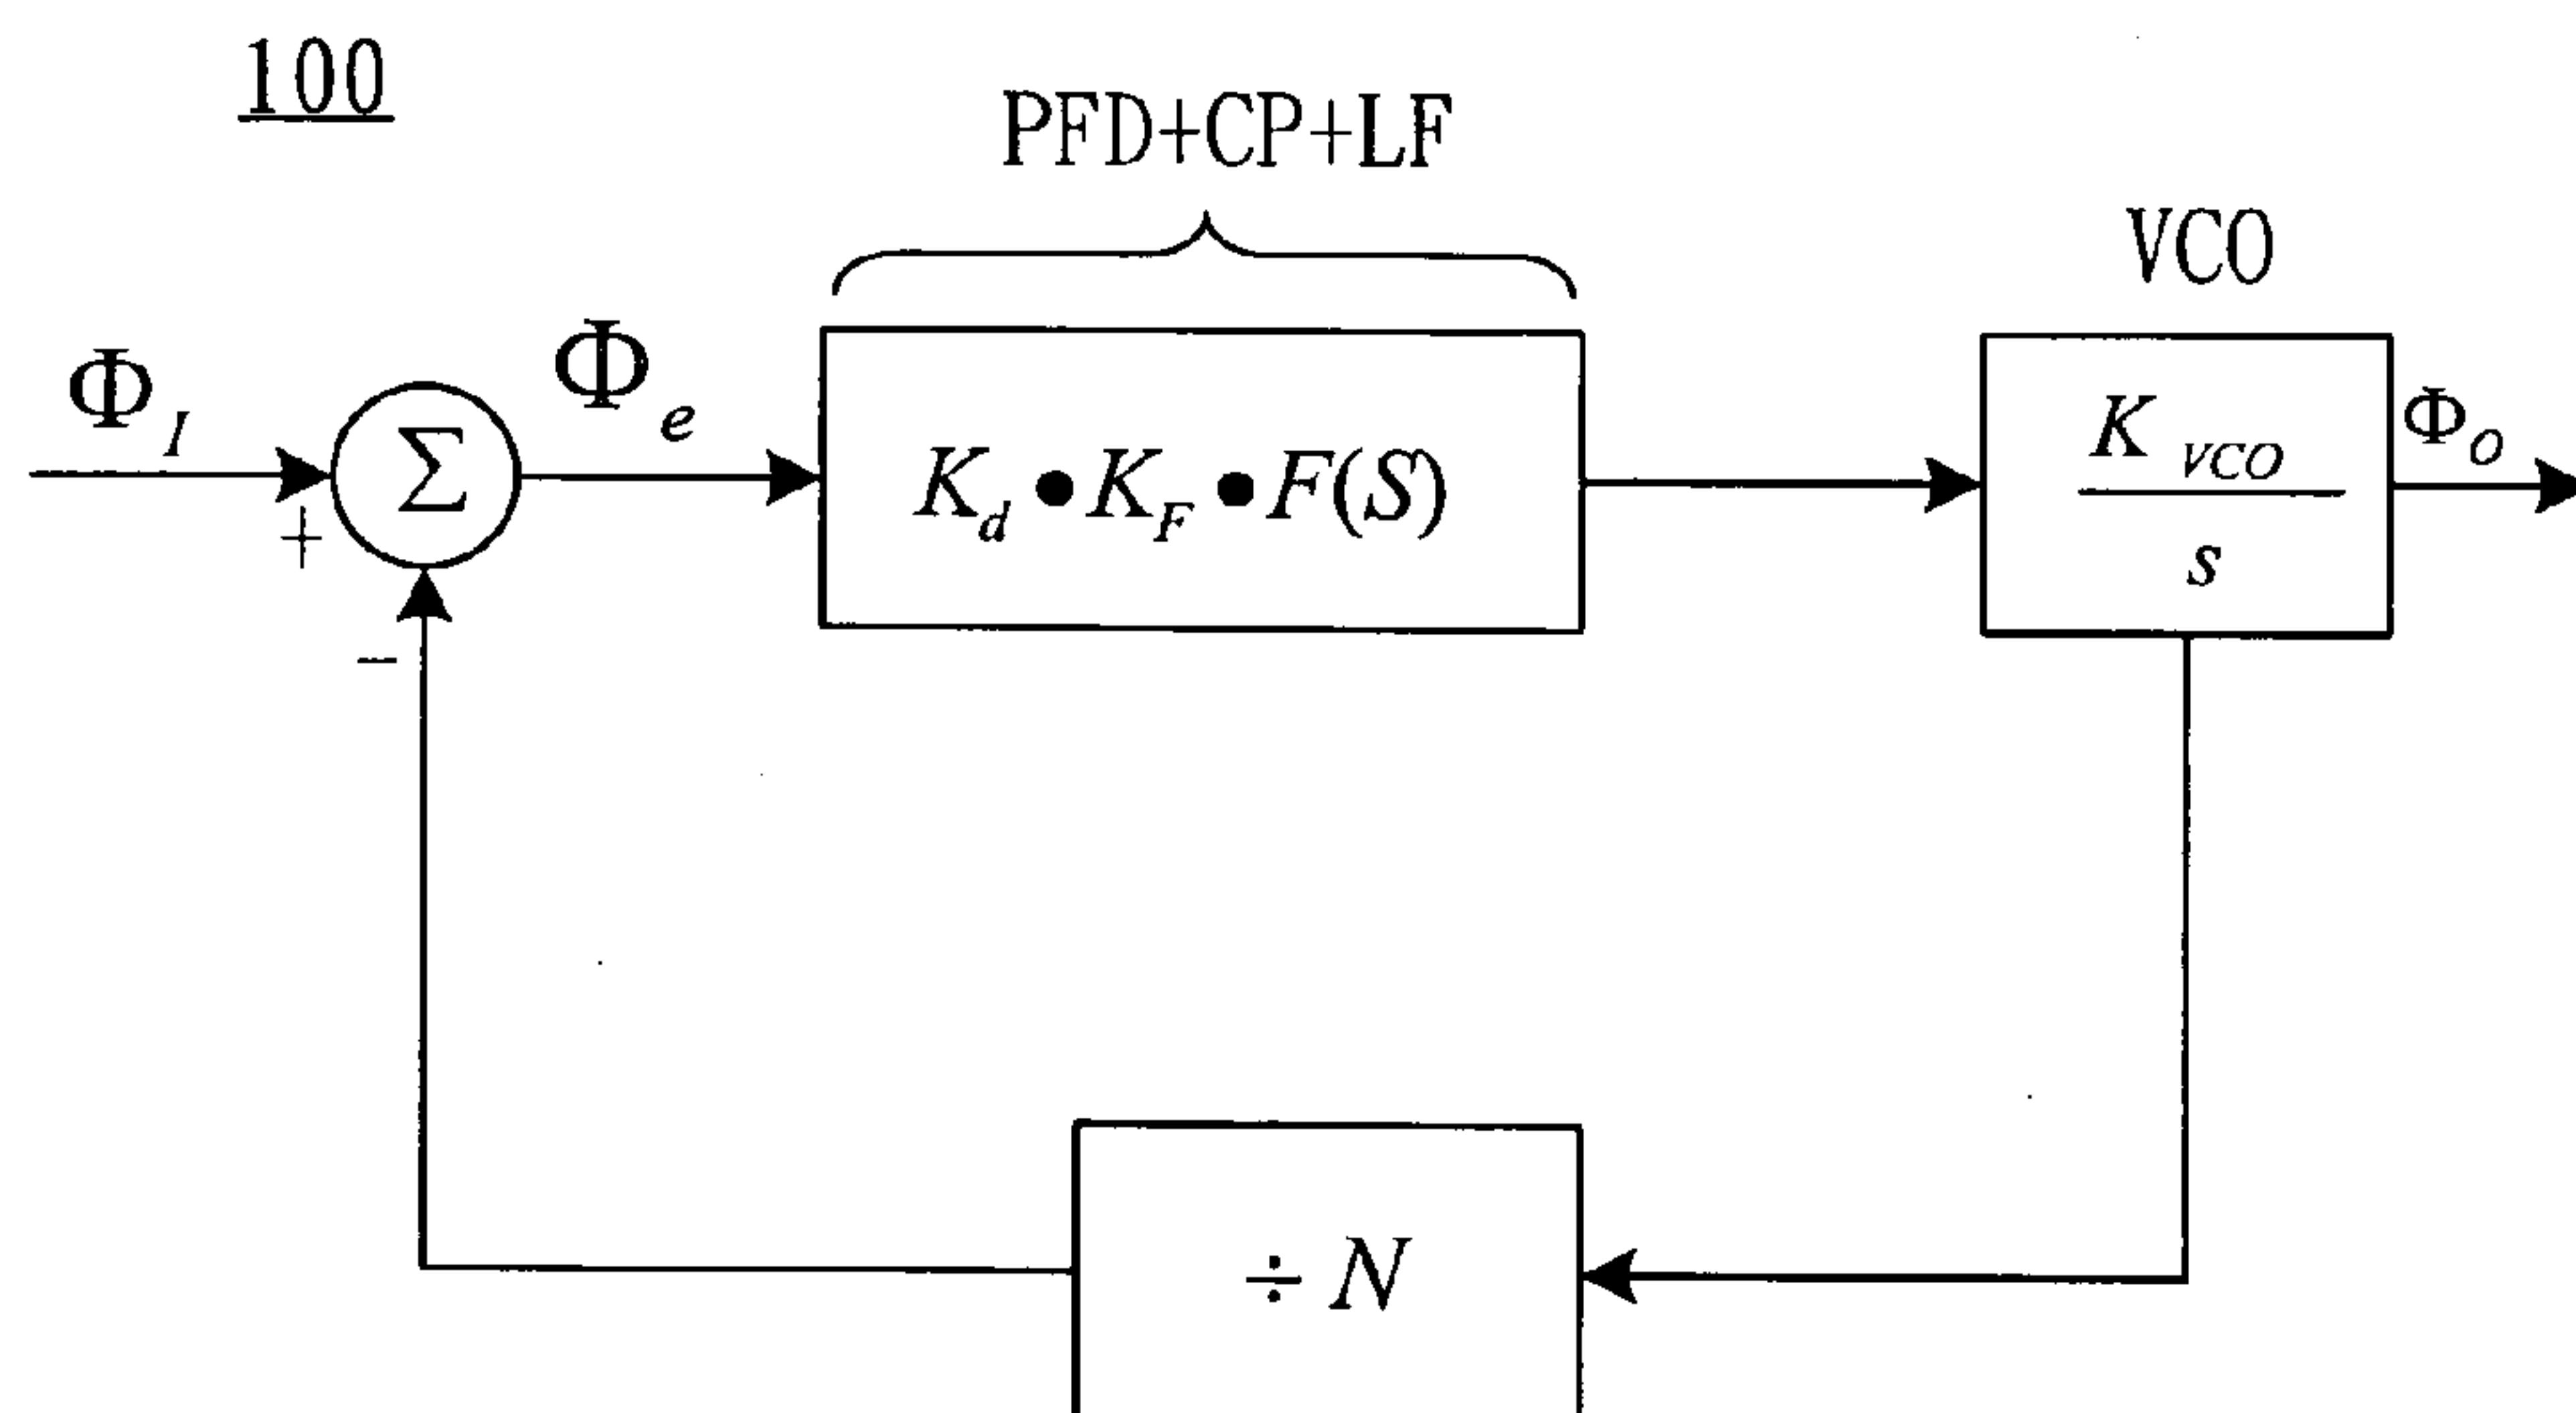 100
PFD+CP+LF
VCO
Φ_I
+
Σ
Φ_e
K_d • K_F • F(S)
K_VCO
s
Φ_O
−
÷ N